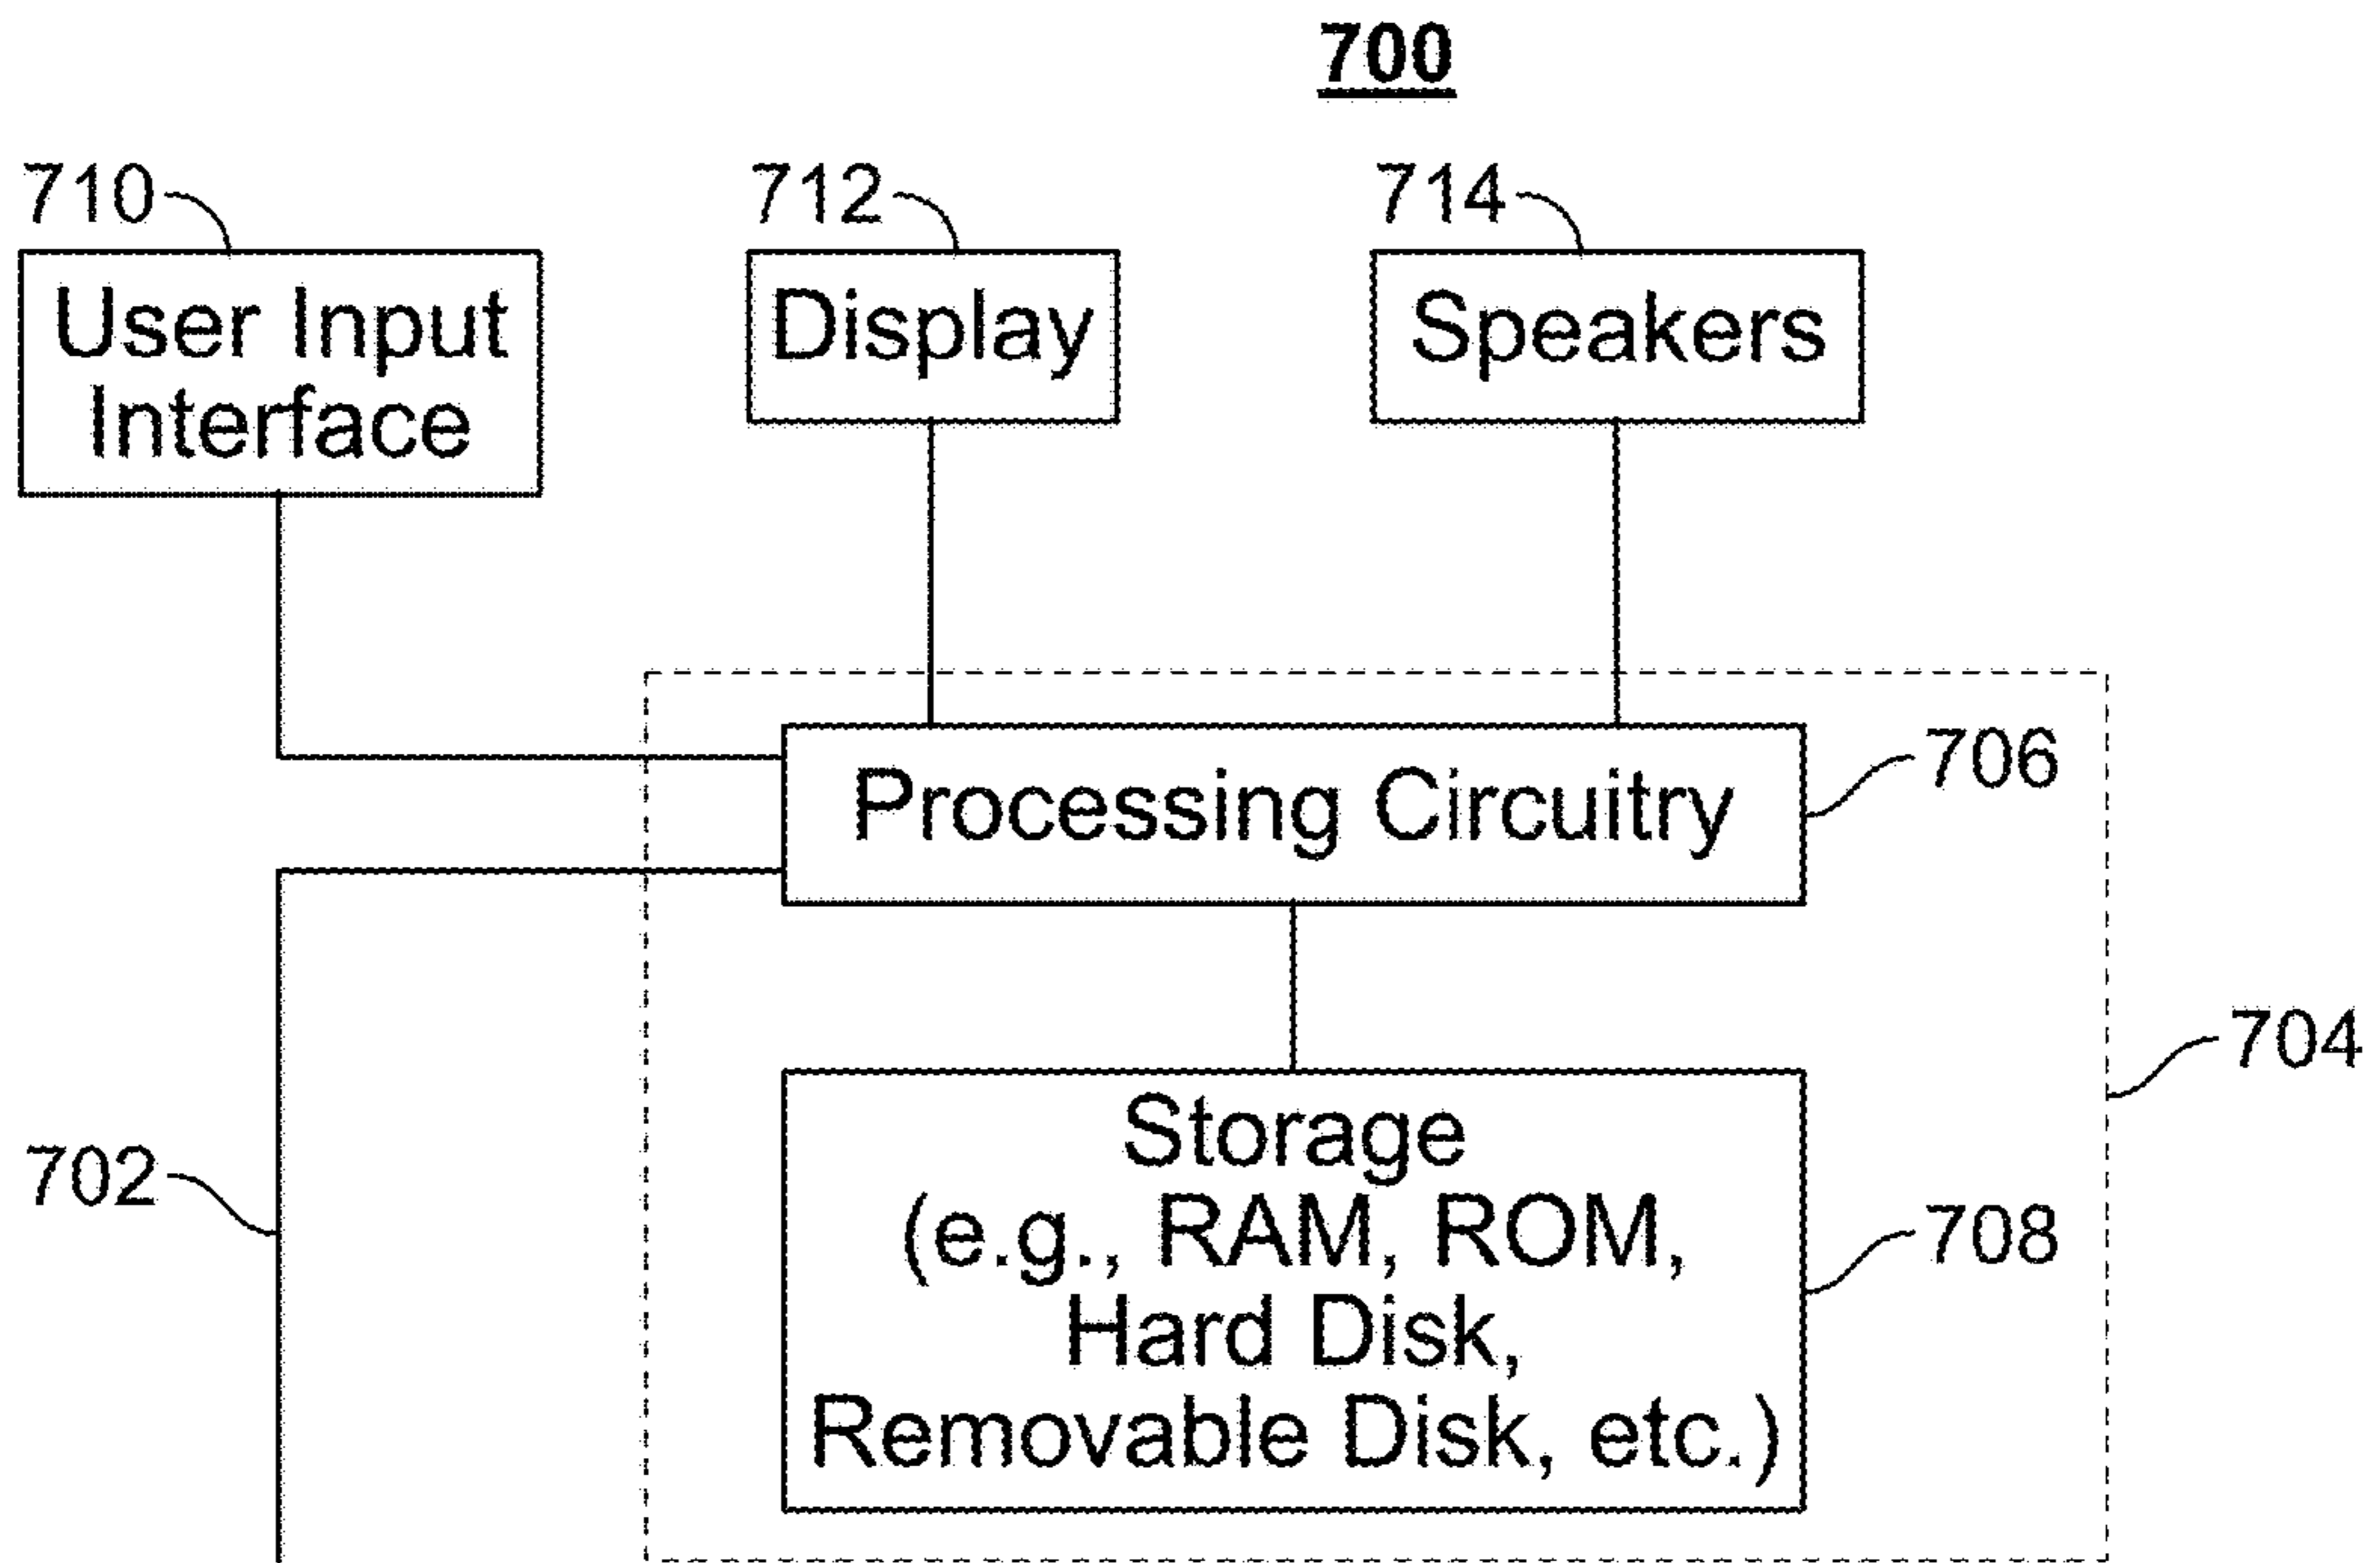 700
710
712
714
User Input
Interface
Display
Speakers
Processing Circuitry
706
704
702
Storage
(e.g., RAM, ROM,
Hard Disk,
Removable Disk, etc.)
708